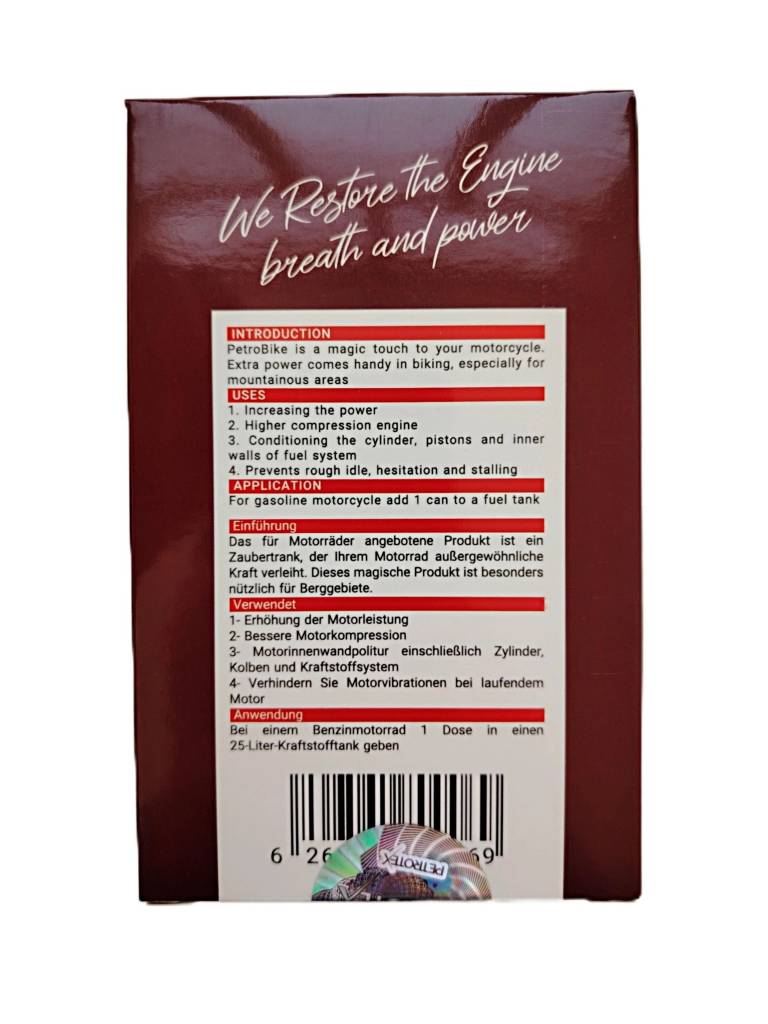 We Restore the Engine
breath and power
INTRODUCTION
PetroBike is a magic touch to your motorcycle.
Extra power comes handy in biking, especially for
mountainous areas
USES
1. Increasing the power
2. Higher compression engine
3. Conditioning the cylinder, pistons and inner
walls of fuel system
4. Prevents rough idle, hesitation and stalling
APPLICATION
For gasoline motorcycle add 1 can to a fuel tank
Einführung
Das für Motorräder angebotene Produkt ist ein
Zaubertrank, der Ihrem Motorrad außergewöhnliche
Kraft verleiht. Dieses magische Produkt ist besonders
nützlich für Berggebiete.
Verwendet
1- Erhöhung der Motorleistung
2- Bessere Motorkompression
3- Motorinnenwandpolitur einschließlich Zylinder,
Kolben und Kraftstoffsystem
4- Verhindern Sie Motorvibrationen bei laufendem
Motor
Anwendung
Bei einem Benzinmotorrad 1 Dose in einen
25-Liter-Kraftstofftank geben
PETROTEX
6 26 69